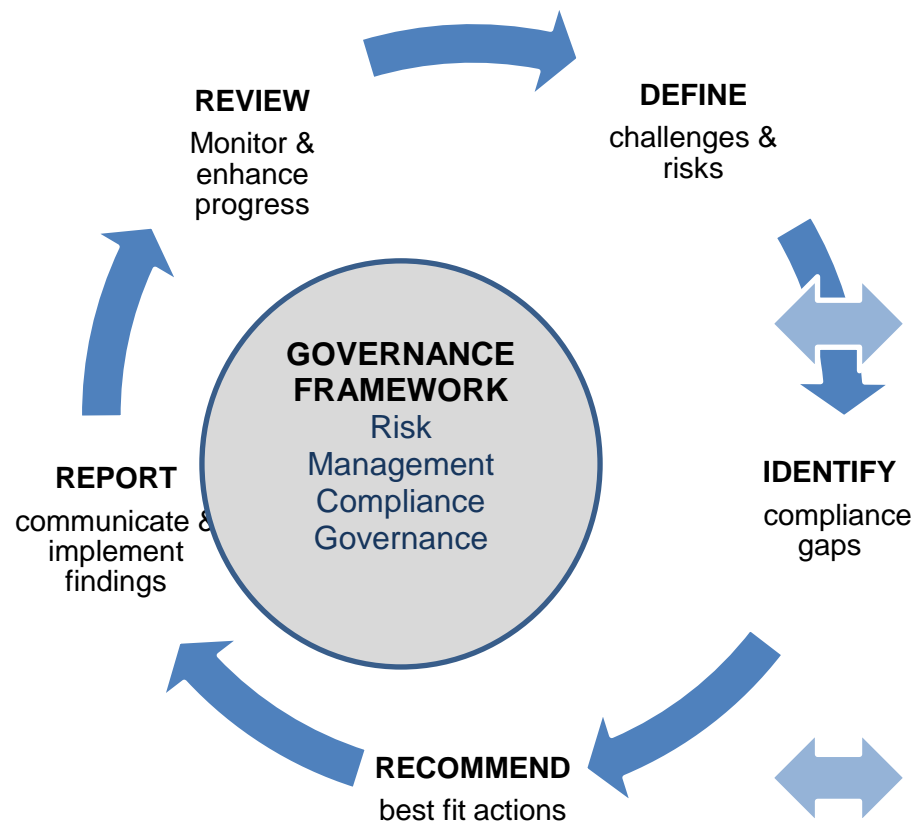 REVIEW
Monitor &
enhance
progress
DEFINE
challenges &
risks
GOVERNANCE
FRAMEWORK
Risk
Management
Compliance
Governance
IDENTIFY
compliance
gaps
REPORT
communicate &
implement
findings
RECOMMEND
best fit actions